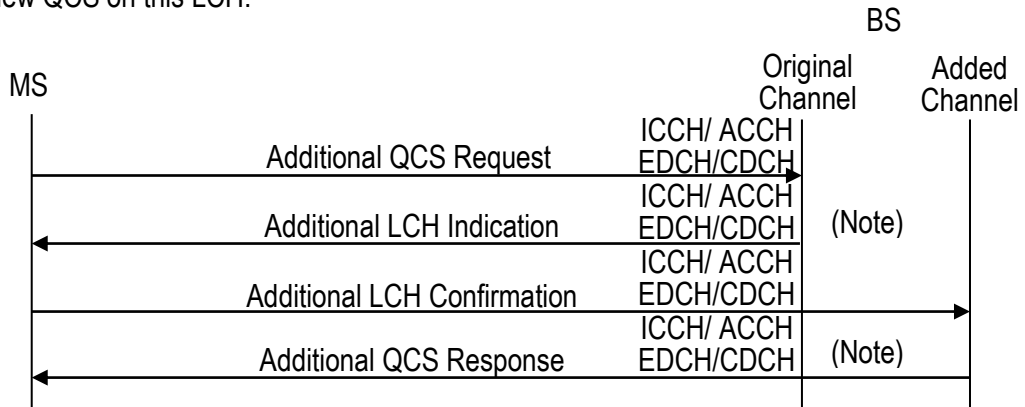 new QCS on this LCH.
BS
MS
Original Channel
Added Channel
ICCH/ ACCH
Additional QCS Request EDCH/CDCH
ICCH/ ACCH
Additional LCH Indication EDCH/CDCH (Note)
ICCH/ ACCH
Additional LCH Confirmation EDCH/CDCH
ICCH/ ACCH
Additional QCS Response EDCH/CDCH (Note)